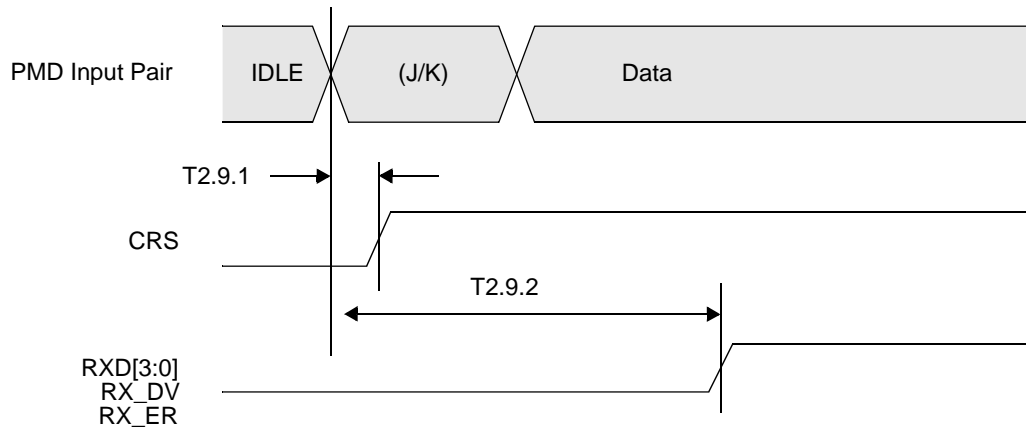 PMD Input Pair
IDLE
(J/K)
Data
T2.9.1
CRS
T2.9.2
RXD[3:0]
RX_DV
RX_ER